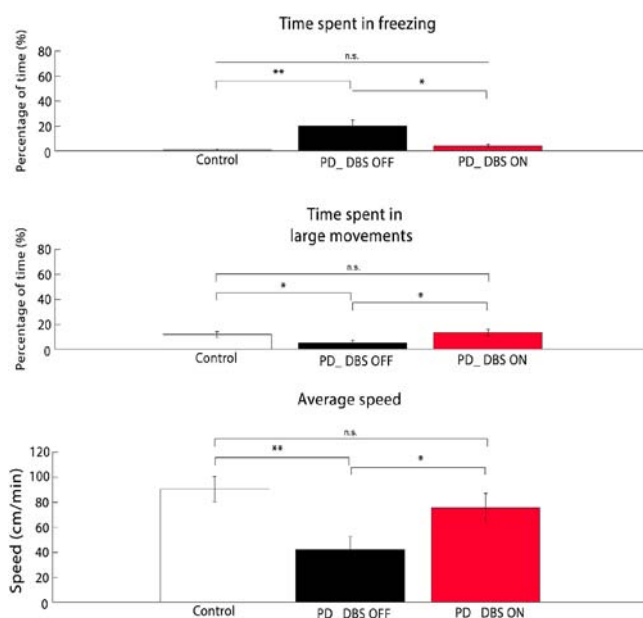 Time spent in freezing
Percentage of time (%)
80
60
40
20
0
n.s.
**
*
Control
PD_ DBS OFF
PD_ DBS ON
Time spent in
large movements
Percentage of time (%)
80
60
40
20
0
n.s.
*
*
Control
PD_ DBS OFF
PD_ DBS ON
Average speed
Speed (cm/min)
120
100
80
60
40
20
0
n.s.
**
*
Control
PD_ DBS OFF
PD_ DBS ON